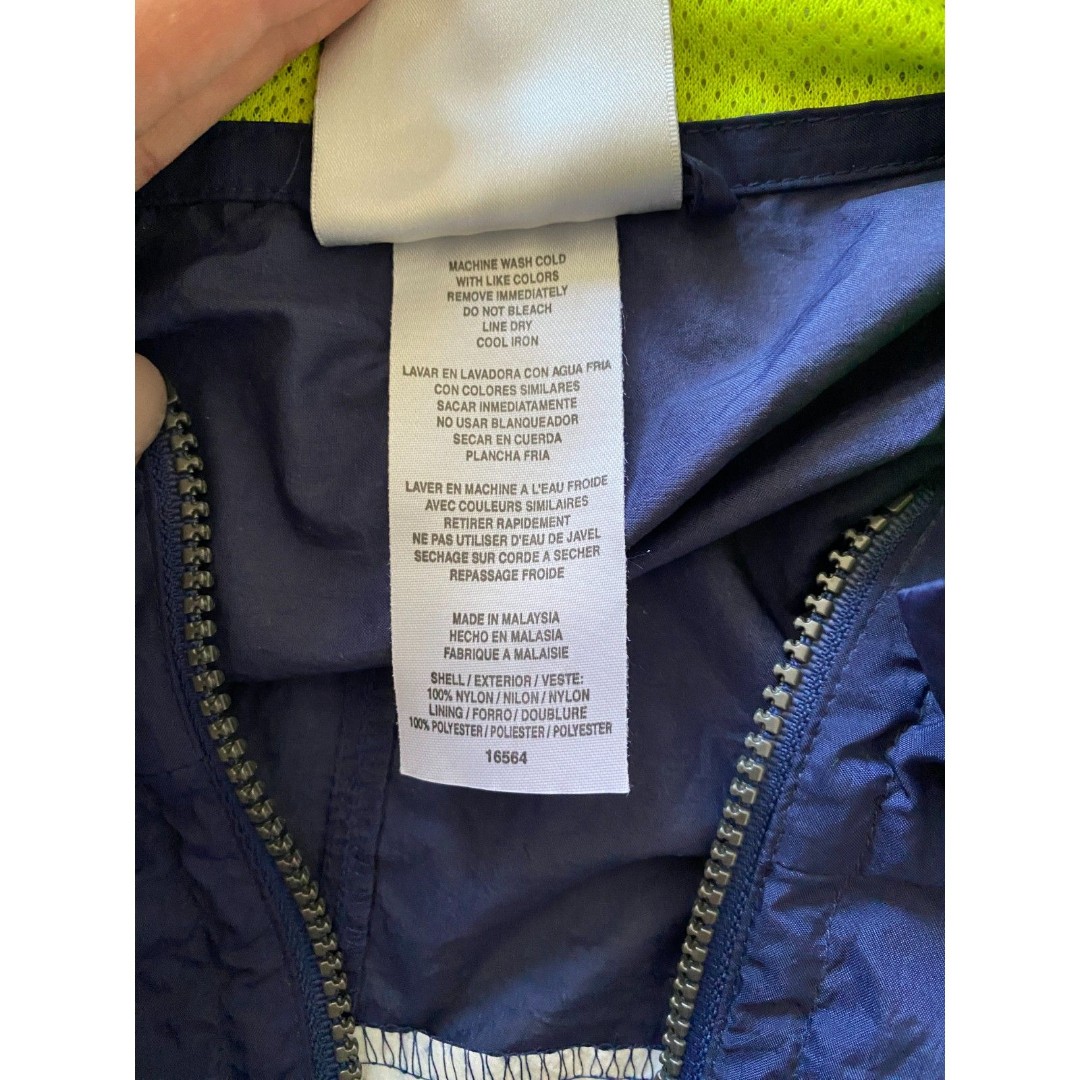 MACHINE WASH COLD
WITH LIKE COLORS
REMOVE IMMEDIATELY
DO NOT BLEACH
LINE DRY
COOL IRON
LAVAR EN LAVADORA CON AGUA FRIA
CON COLORES SIMILARES
SACAR INMEDIATAMENTE
NO USAR BLANQUEADOR
SECAR EN CUERDA
PLANCHA FRIA
LAVER EN MACHINE A L'EAU FROIDE
AVEC COULEURS SIMILAIRES
RETIRER RAPIDEMENT
NE PAS UTILISER D'EAU DE JAVEL
SECHAGE SUR CORDE A SECHER
REPASSAGE FROIDE
MADE IN MALAYSIA
HECHO EN MALASIA
FABRIQUE A MALAISIE
SHELL / EXTERIOR / VESTE:
100% NYLON / NILON / NYLON
LINING / FORRO / DOUBLURE
100% POLYESTER / POLIESTER / POLYESTER
16564